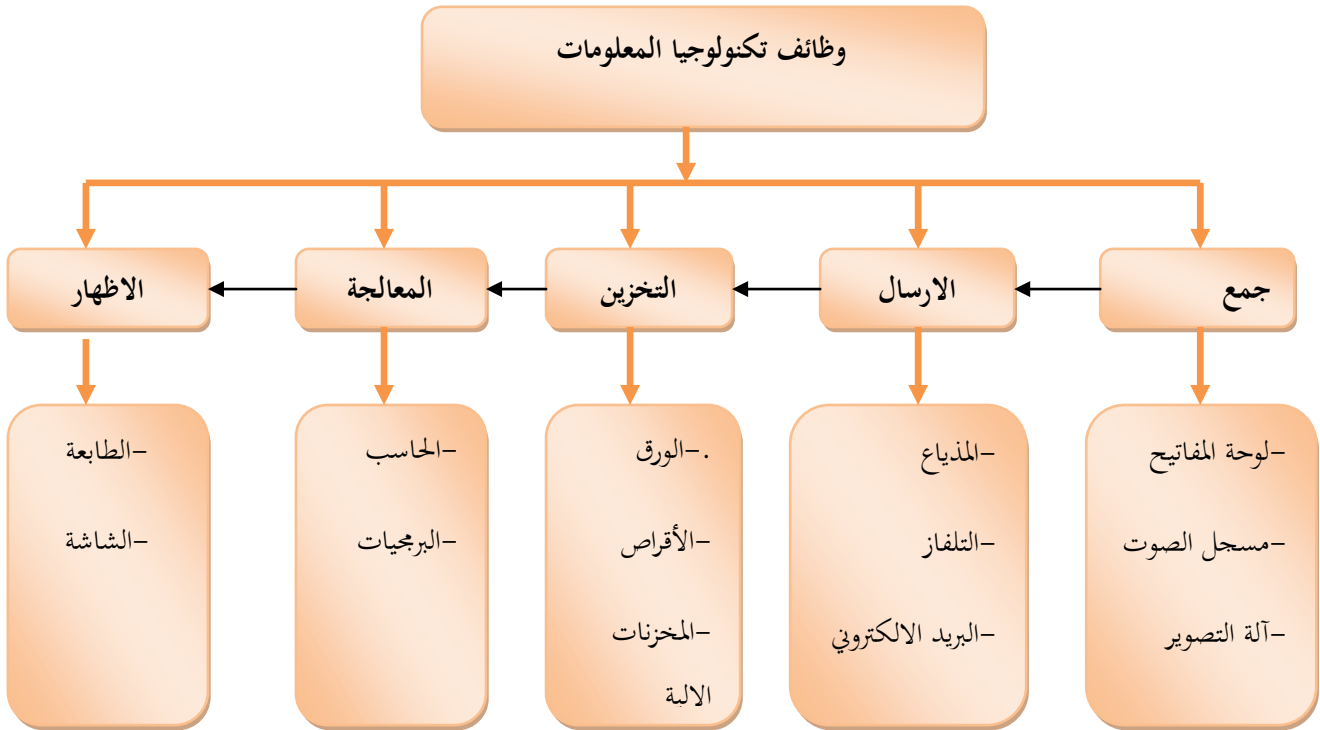 وظائف تكنولوجيا المعلومات
جمع
الارسال
التخزين
المعالجة
الاظهار
-لوحة المفاتيح
-مسجل الصوت
-آلة التصوير
-المذياع
-التلفاز
-البريد الالكتروني
.-الورق
-الأقراص
-المخزنات
الالبة
-الحاسب
-البرمجيات
-الطابعة
-الشاشة